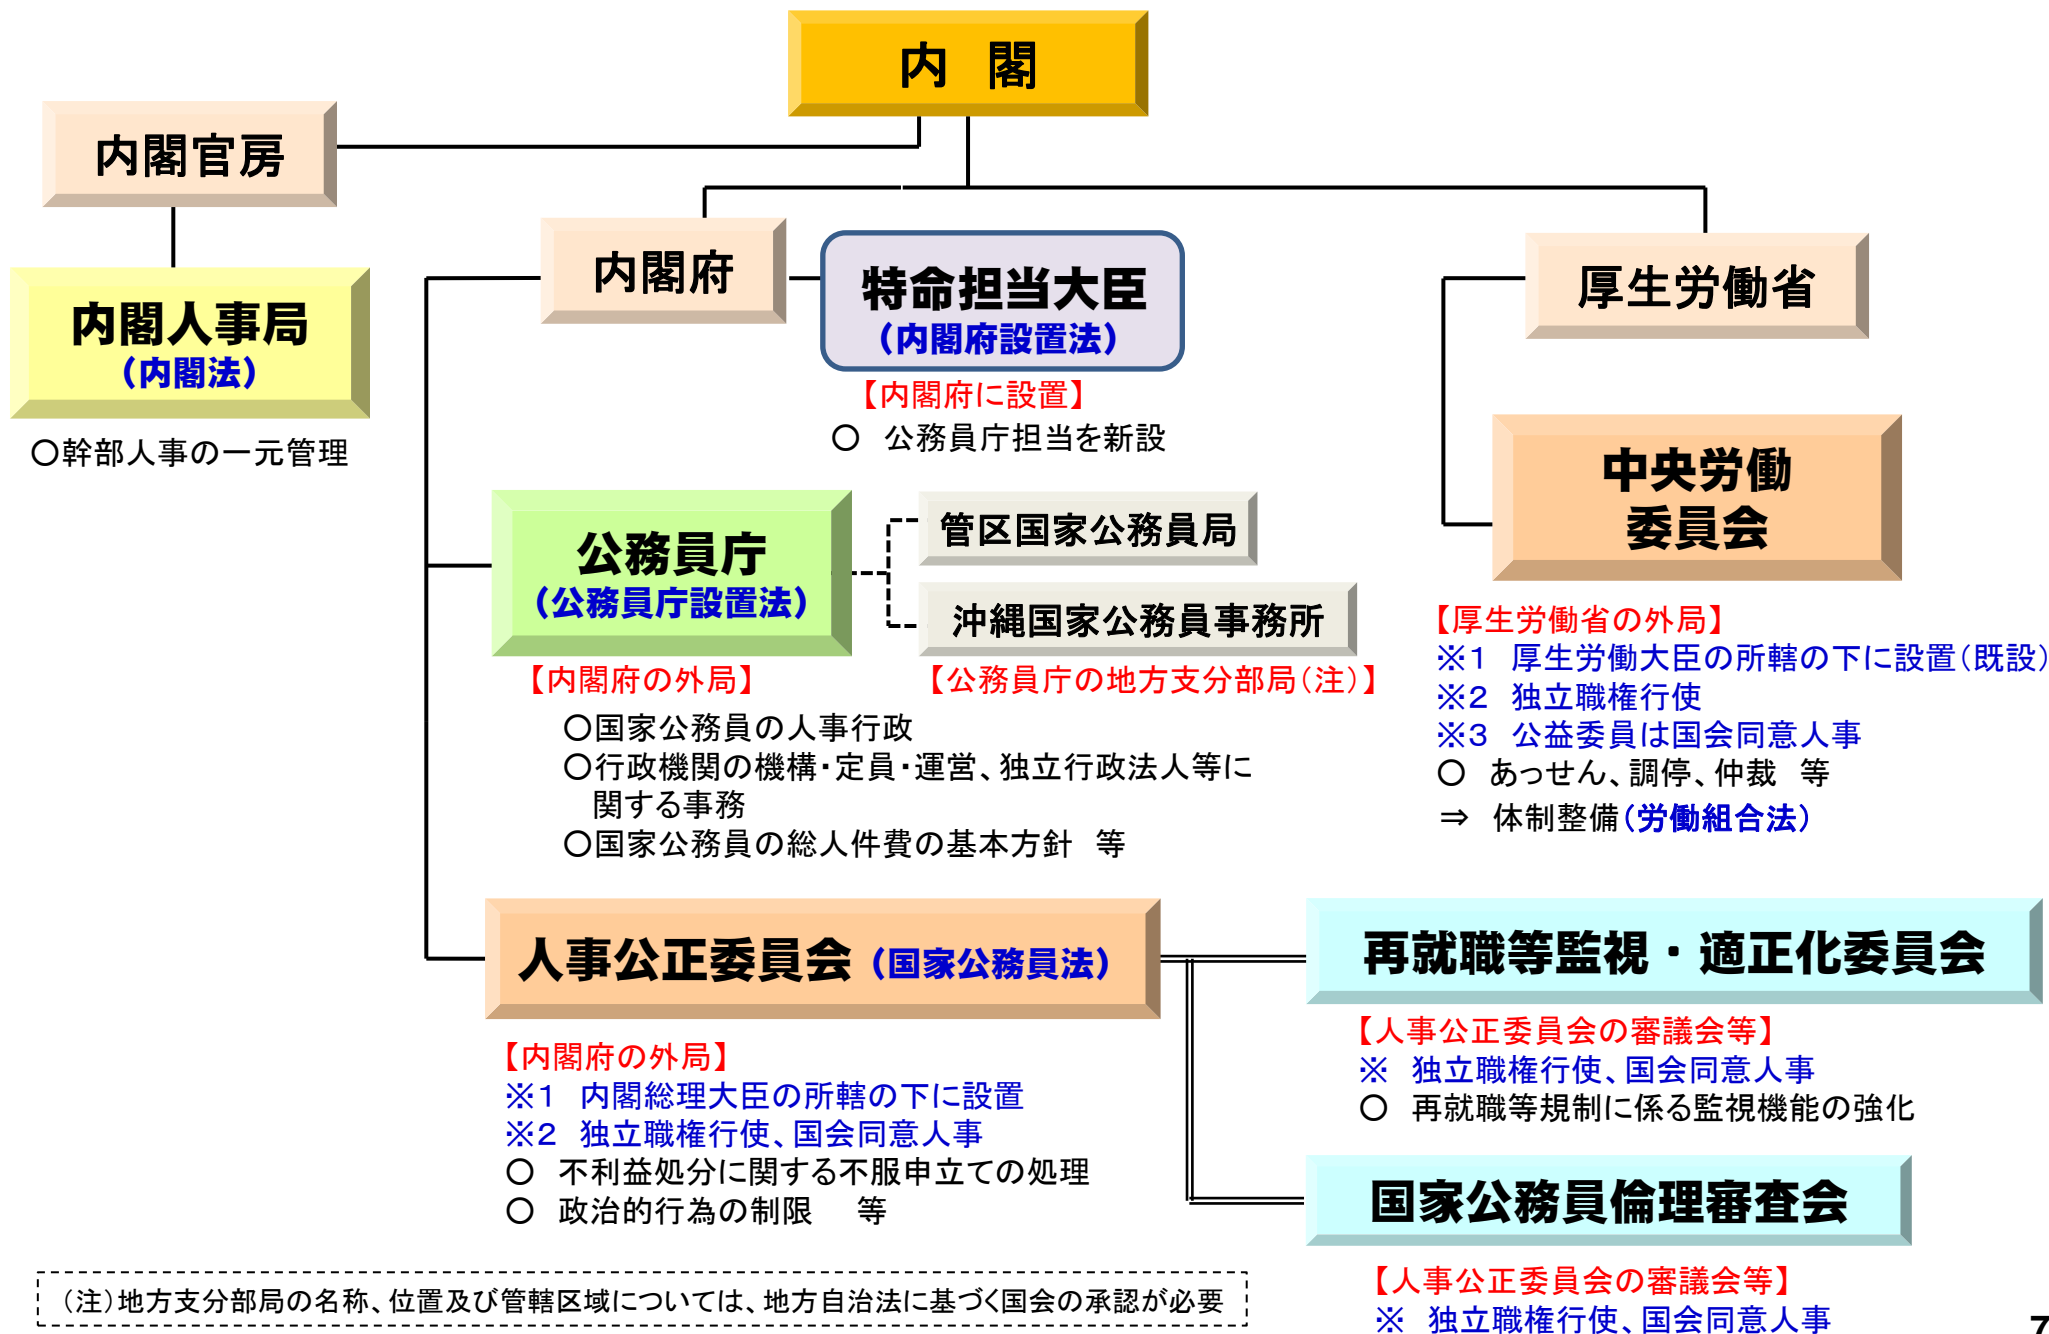 内　閣
内閣官房
内閣人事局
（内閣法）
〇幹部人事の一元管理
内閣府
特命担当大臣
（内閣府設置法）
【内閣府に設置】
〇　公務員庁担当を新設
厚生労働省
中央労働
委員会
【厚生労働省の外局】
※１　厚生労働大臣の所轄の下に設置（既設）
※２　独立職権行使
※３　公益委員は国会同意人事
〇　あっせん、調停、仲裁　等
⇒　体制整備（労働組合法）
公務員庁
（公務員庁設置法）
管区国家公務員局
沖縄国家公務員事務所
【内閣府の外局】
【公務員庁の地方支分部局（注）】
〇国家公務員の人事行政
〇行政機関の機構・定員・運営、独立行政法人等に
関する事務
〇国家公務員の総人件費の基本方針　等
人事公正委員会（国家公務員法）
【内閣府の外局】
※１　内閣総理大臣の所轄の下に設置
※２　独立職権行使、国会同意人事
〇　不利益処分に関する不服申立ての処理
〇　政治的行為の制限　等
再就職等監視・適正化委員会
【人事公正委員会の審議会等】
※　独立職権行使、国会同意人事
〇　再就職等規制に係る監視機能の強化
国家公務員倫理審査会
【人事公正委員会の審議会等】
※　独立職権行使、国会同意人事
（注）地方支分部局の名称、位置及び管轄区域については、地方自治法に基づく国会の承認が必要
7